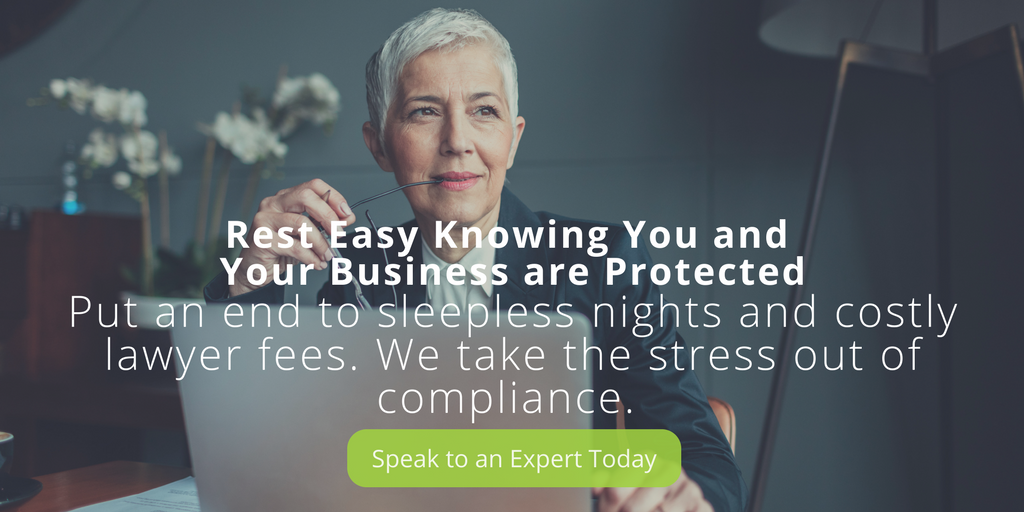 Rest Easy Knowing You and
Your Business are Protected
Put an end to sleepless nights and costly
lawyer fees. We take the stress out of
compliance.
Speak to an Expert Today